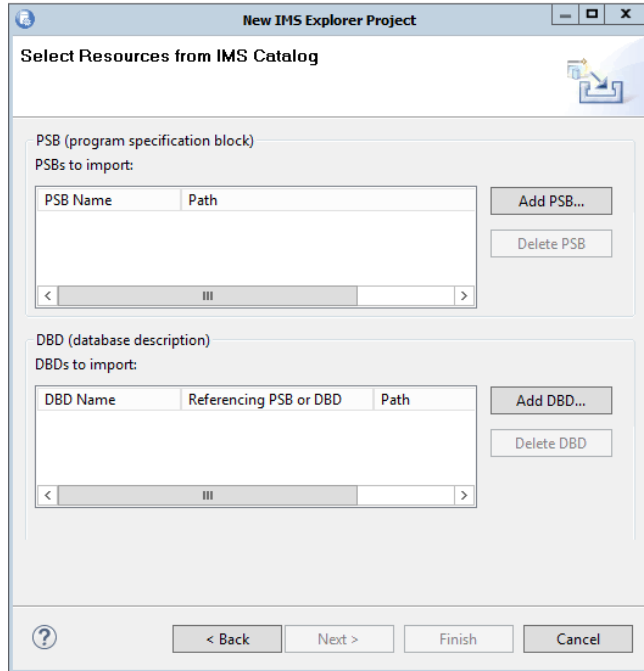 New IMS Explorer Project
Select Resources from IMS Catalog
PSB (program specification block)
PSBs to import:
PSB Name Path
Add PSB...
Delete PSB
DBD (database description)
DBDs to import:
DBD Name Referencing PSB or DBD Path
Add DBD...
Delete DBD
? < Back Next > Finish Cancel